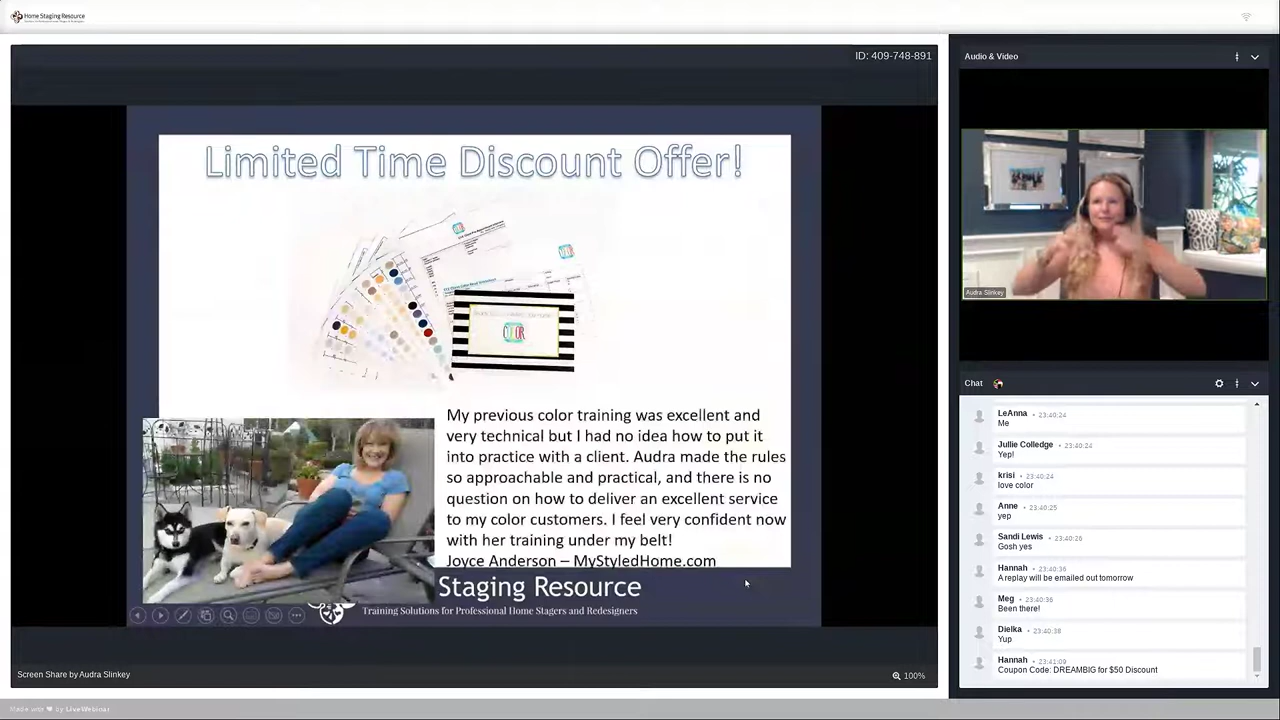 Home Staging Resource
ID: 409-748-891
Limited Time Discount Offer!
COLOR
My previous color training was excellent and
very technical but I had no idea how to put it
into practice with a client. Audra made the rules
so approachable and practical, and there is no
question on how to deliver an excellent service
to my color customers. I feel very confident now
with her training under my belt!
Joyce Anderson – MyStyledHome.com
Staging Resource
Training Solutions for Professional Home Stagers and Redesigners
Screen Share by Audra Slinkey
100%
Audio & Video
Audra Slinkey
Chat
LeAnna • 23:40:24
Me
Jullie Colledge • 23:40:24
Yep!
krisi • 23:40:24
love color
Anne • 23:40:25
yep
Sandi Lewis • 23:40:26
Gosh yes
Hannah • 23:40:36
A replay will be emailed out tomorrow
Meg • 23:40:36
Been there!
Dielka • 23:40:38
Yup
Hannah • 23:41:09
Coupon Code: DREAMBIG for $50 Discount
Made with ♥ by LiveWebinar